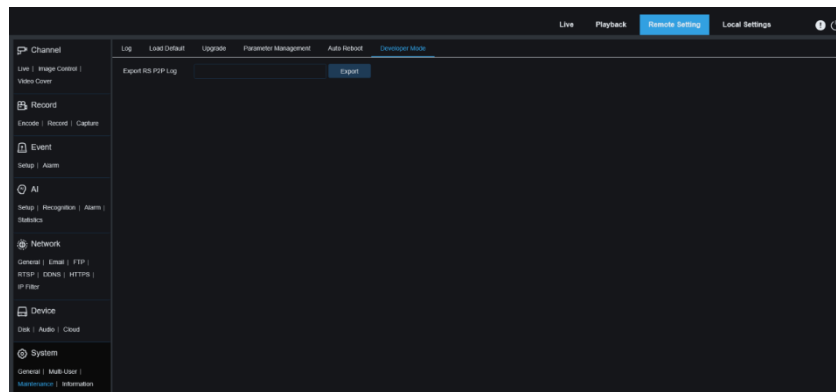 Live Playback Remote Setting Local Settings
Channel
Live | Image Control |
Video Cover
Record
Encode | Record | Capture
Event
Setup | Alarm
AI
Setup | Recognition | Alarm |
Statistics
Network
General | Email | FTP |
RTSP | DDNS | HTTPS |
IP Filter
Device
Disk | Audio | Cloud
System
General | Multi-User |
Maintenance | Information
Log Load Default Upgrade Parameter Management Auto Reboot Developer Mode
Export RS P2P Log Export